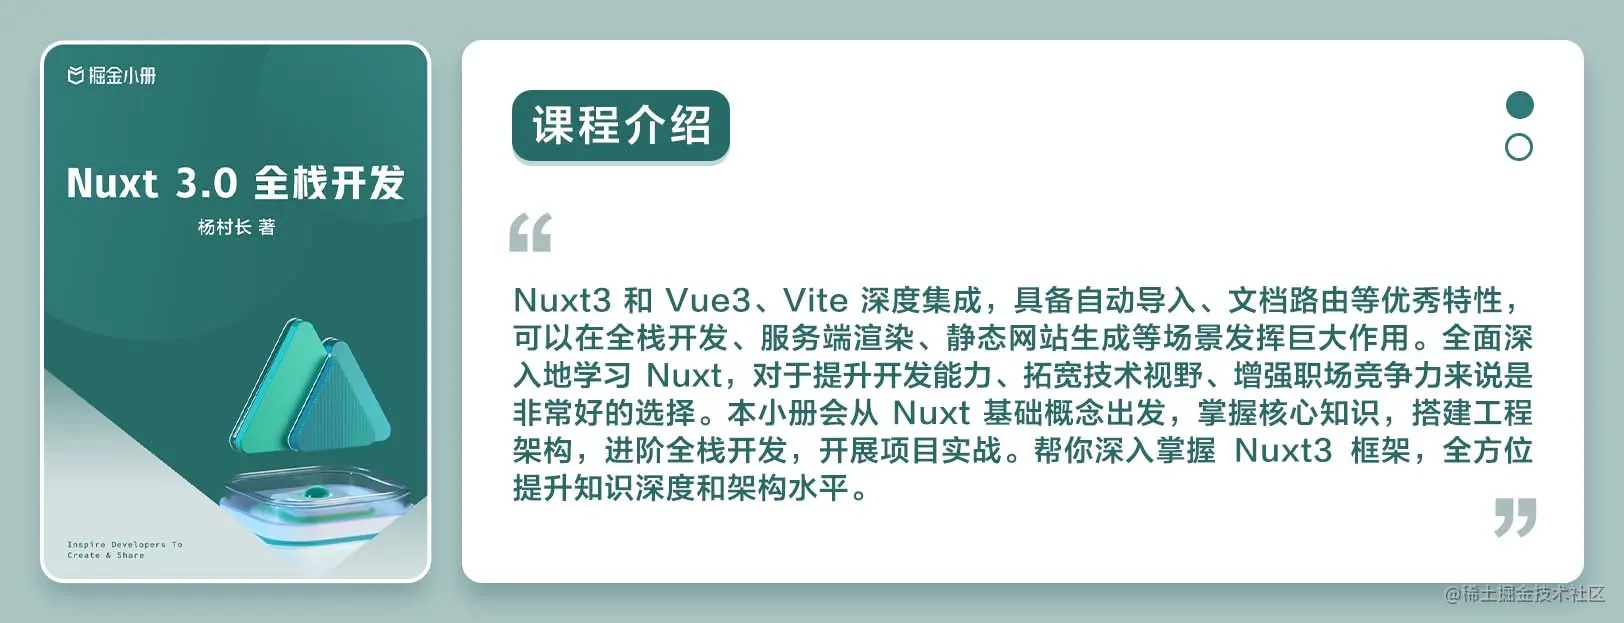 掘金小册
Nuxt 3.0 全栈开发
杨村长 著
Inspire Developers To
Create & Share
课程介绍
“
Nuxt3 和 Vue3、Vite 深度集成，具备自动导入、文档路由等优秀特性，
可以在全栈开发、服务端渲染、静态网站生成等场景发挥巨大作用。全面深
入地学习 Nuxt，对于提升开发能力、拓宽技术视野、增强职场竞争力来说是
非常好的选择。本小册会从 Nuxt 基础概念出发，掌握核心知识，搭建工程
架构，进阶全栈开发，开展项目实战。帮你深入掌握 Nuxt3 框架，全方位
提升知识深度和架构水平。
”
@稀土掘金技术社区